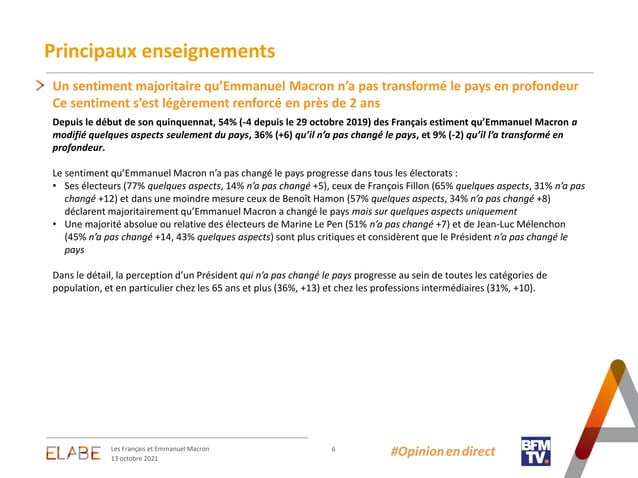 Principaux enseignements
Un sentiment majoritaire qu’Emmanuel Macron n’a pas transformé le pays en profondeur
Ce sentiment s’est légèrement renforcé en près de 2 ans
Depuis le début de son quinquennat, 54% (-4 depuis le 29 octobre 2019) des Français estiment qu’Emmanuel Macron a
modifié quelques aspects seulement du pays, 36% (+6) qu’il n’a pas changé le pays, et 9% (-2) qu’il l’a transformé en
profondeur.
Le sentiment qu’Emmanuel Macron n’a pas changé le pays progresse dans tous les électorats :
• Ses électeurs (77% quelques aspects, 14% n’a pas changé +5), ceux de François Fillon (65% quelques aspects, 31% n’a pas
changé +12) et dans une moindre mesure ceux de Benoît Hamon (57% quelques aspects, 34% n’a pas changé +8)
déclarent majoritairement qu’Emmanuel Macron a changé le pays mais sur quelques aspects uniquement
• Une majorité absolue ou relative des électeurs de Marine Le Pen (51% n’a pas changé +7) et de Jean-Luc Mélenchon
(45% n’a pas changé +14, 43% quelques aspects) sont plus critiques et considèrent que le Président n’a pas changé le
pays
Dans le détail, la perception d’un Président qui n’a pas changé le pays progresse au sein de toutes les catégories de
population, et en particulier chez les 65 ans et plus (36%, +13) et chez les professions intermédiaires (31%, +10).
ELABE
Les Français et Emmanuel Macron
13 octobre 2021
6
#Opinionendirect
BFM
TV.